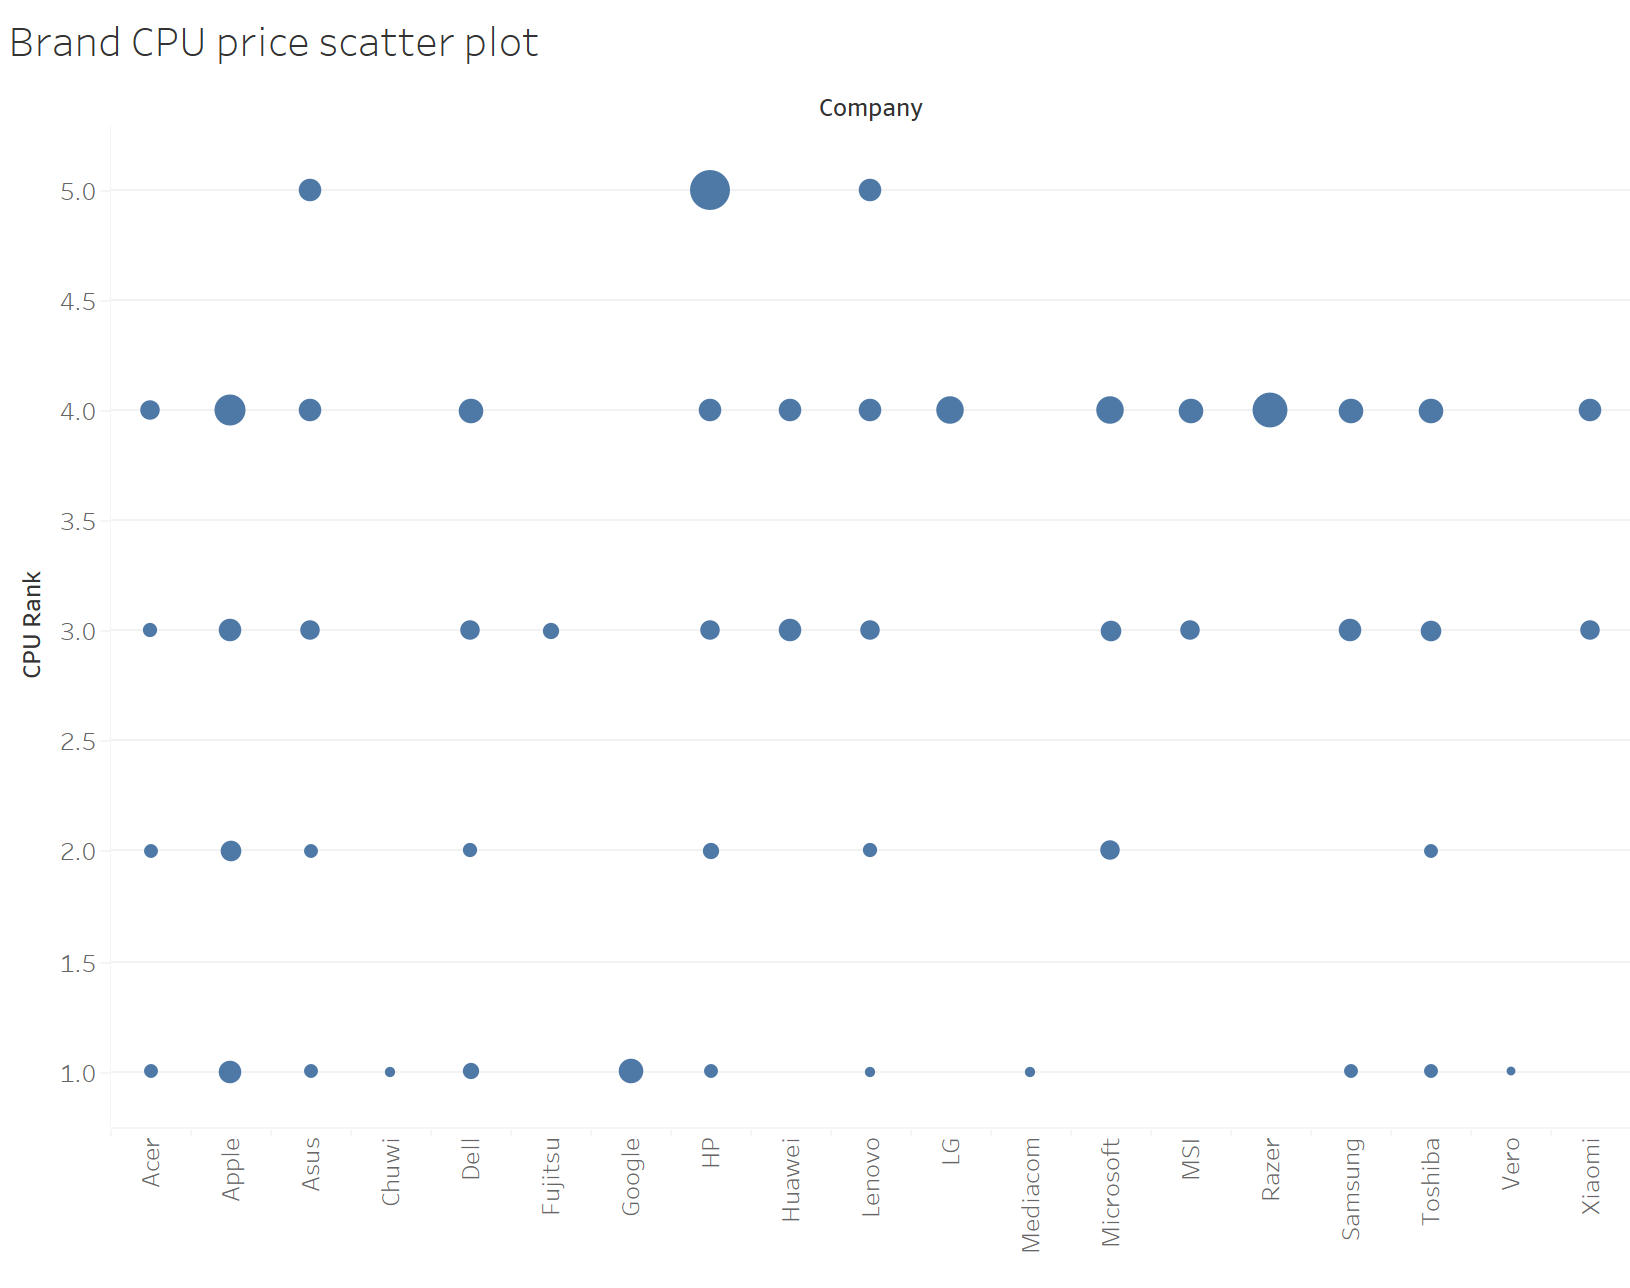 Brand CPU price scatter plot
Company
5.0
4.5
4.0
3.5
3.0
2.5
2.0
1.5
1.0
CPU Rank
Acer
Apple
Asus
Chuwi
Dell
Fujitsu
Google
HP
Huawei
Lenovo
LG
Mediacom
Microsoft
MSI
Razer
Samsung
Toshiba
Vero
Xiaomi